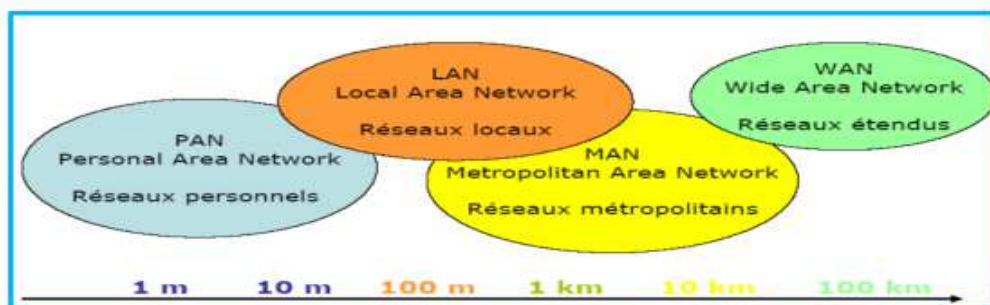 PAN
Personal Area Network
Réseaux personnels
LAN
Local Area Network
Réseaux locaux
MAN
Metropolitan Area Network
Réseaux métropolitains
WAN
Wide Area Network
Réseaux étendus
1 m 10 m 100 m 1 km 10 km 100 km